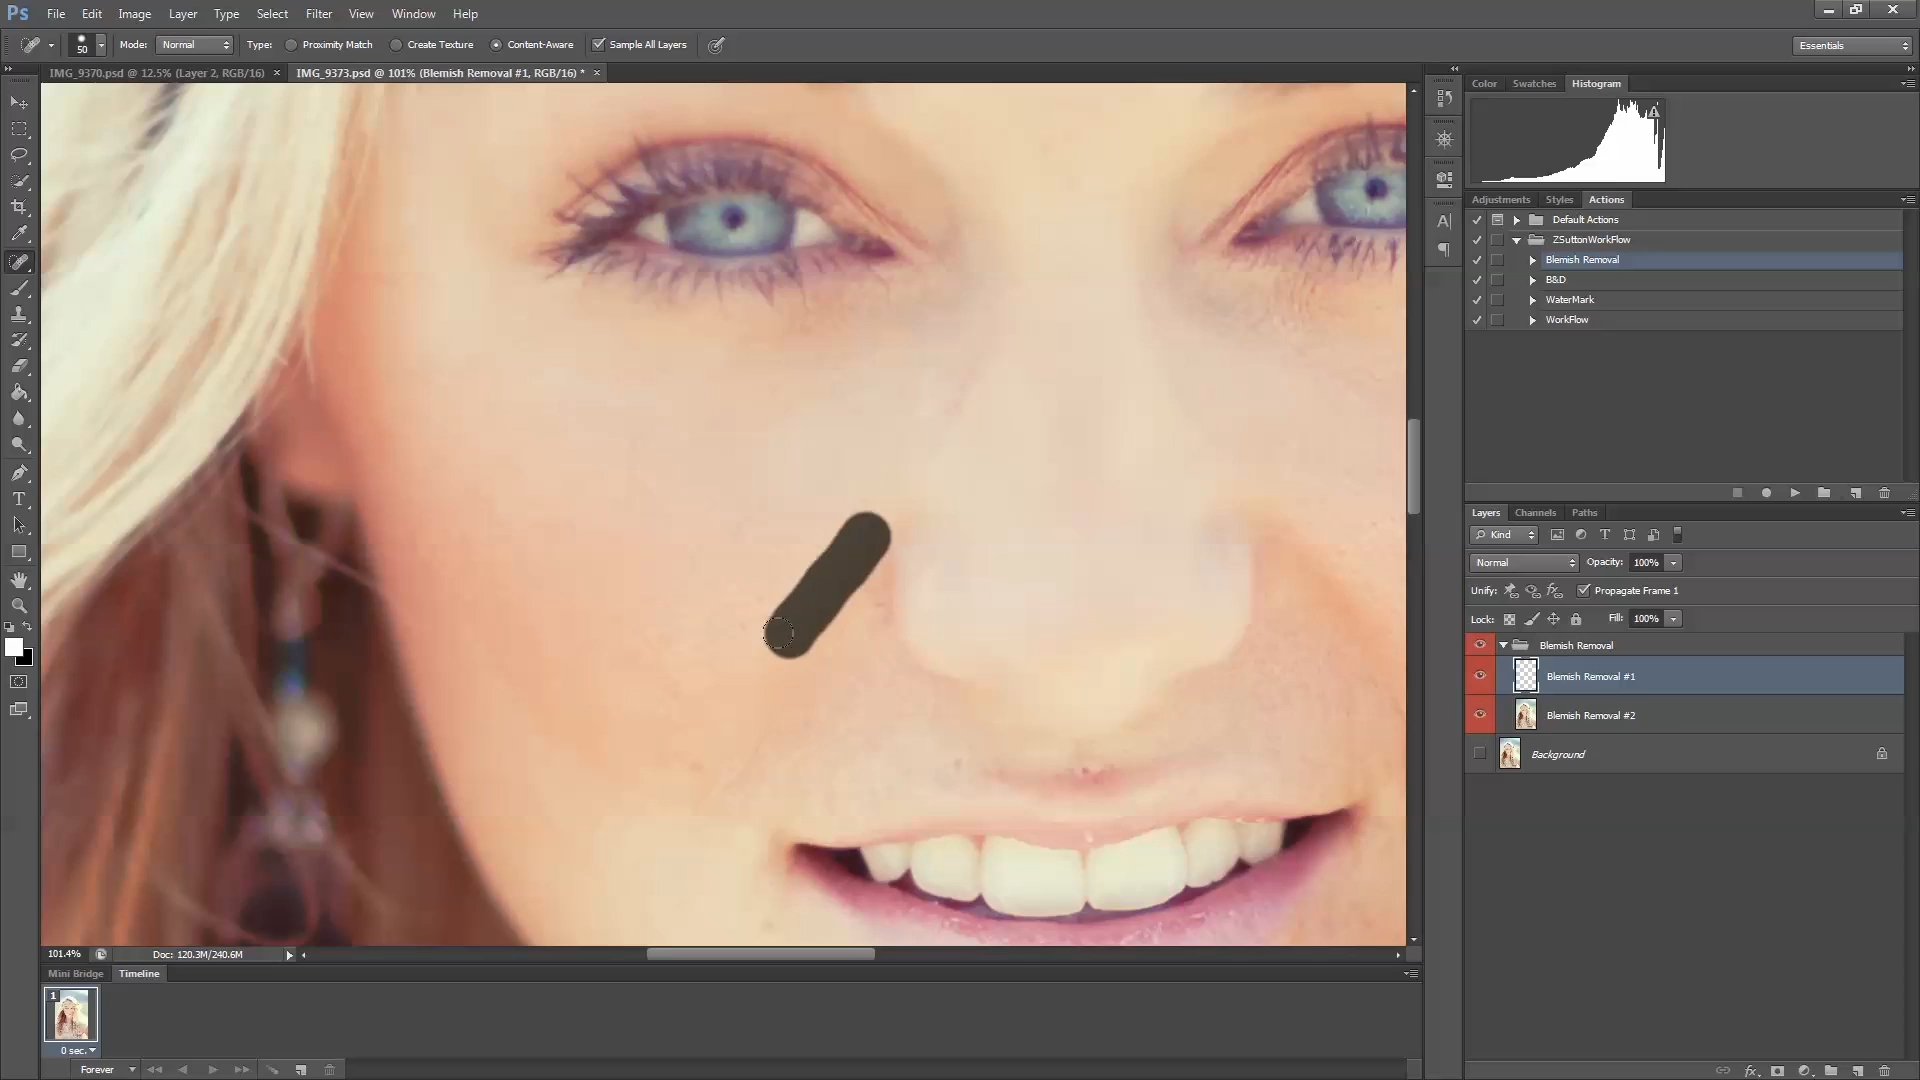 Ps File Edit Image Layer Type Select Filter View Window Help
50 Mode: Normal Type: Proximity Match Create Texture Content-Aware Sample All Layers Essentials
IMG_9370.psd @ 12.5% (Layer 2, RGB/16) × IMG_9373.psd @ 101% (Blemish Removal #1, RGB/16) * ×
Color Swatches Histogram
Adjustments Styles Actions
Default Actions
ZSuttonWorkFlow
Blemish Removal
B&D
WaterMark
WorkFlow
Layers Channels Paths
Kind
Normal Opacity: 100%
Unify: Propagate Frame 1
Lock: Fill: 100%
Blemish Removal
Blemish Removal #1
Blemish Removal #2
Background
101.4% Doc: 120.3M/240.6M
Mini Bridge Timeline
1
0 sec.
Forever